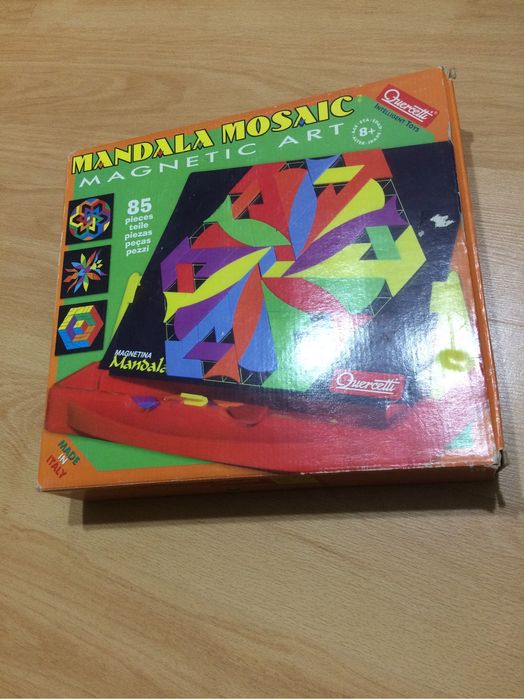 MANDALA MOSAIC
MAGNETIC ART
Quercetti®
INTELLIGENT TOYS
8+
85
pieces
teile
piezas
peças
pezzi
MAGNETINA
Mandala
Quercetti
MADE
IN
ITALY